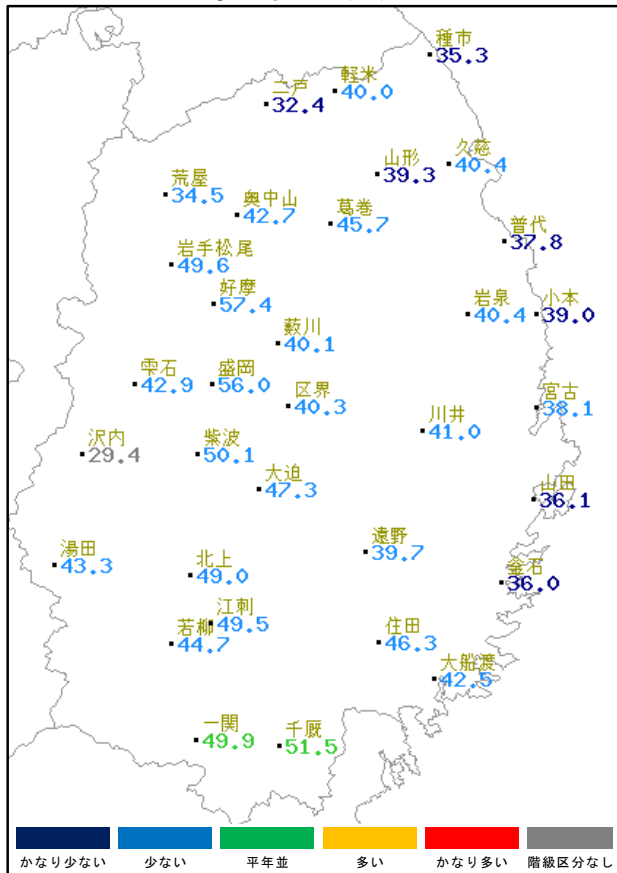 種市
35.3
軽米
40.0
二戸
32.4
久慈
40.4
山形
39.3
荒屋
34.5
奥中山
42.7
葛巻
45.7
普代
37.8
岩手松尾
49.6
好摩
57.4
岩泉
40.4
小本
39.0
薮川
40.1
雫石
42.9
盛岡
56.0
区界
40.3
宮古
38.1
川井
41.0
沢内
29.4
紫波
50.1
大迫
47.3
山田
36.1
湯田
43.3
遠野
39.7
北上
49.0
釜石
36.0
江刺
49.5
若柳
44.7
住田
46.3
大船渡
42.5
一関
49.9
千厩
51.5
かなり少ない 少ない 平年並 多い かなり多い 階級区分なし